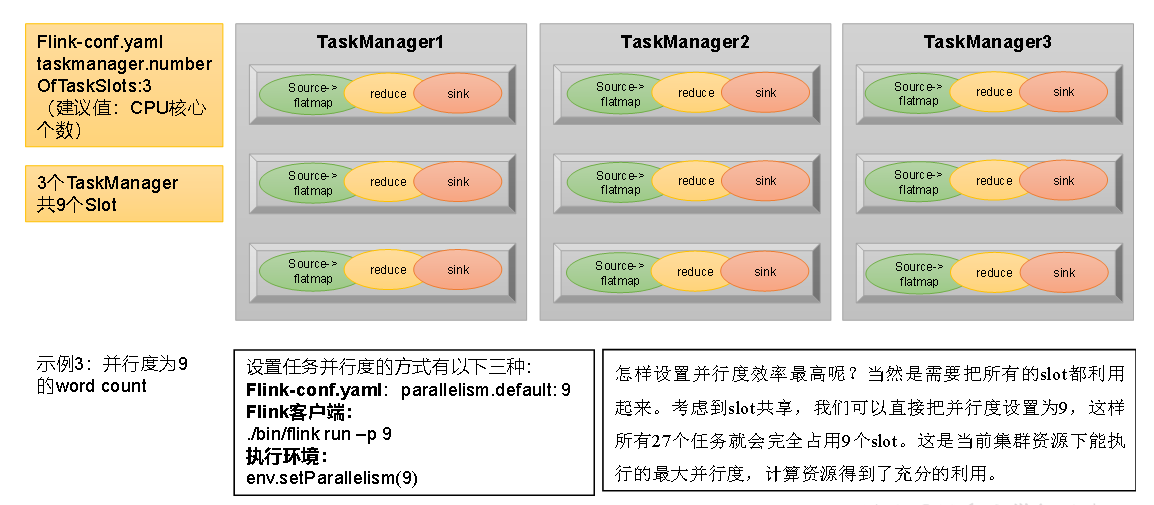 Flink-conf.yaml
taskmanager.number
OfTaskSlots:3
（建议值：CPU核心
个数）
3个TaskManager
共9个Slot
TaskManager1
Source->
flatmap
reduce
sink
Source->
flatmap
reduce
sink
Source->
flatmap
reduce
sink
TaskManager2
Source->
flatmap
reduce
sink
Source->
flatmap
reduce
sink
Source->
flatmap
reduce
sink
TaskManager3
Source->
flatmap
reduce
sink
Source->
flatmap
reduce
sink
Source->
flatmap
reduce
sink
示例3：并行度为9
的word count
设置任务并行度的方式有以下三种：
Flink-conf.yaml：parallelism.default: 9
Flink客户端：
./bin/flink run –p 9
执行环境：
env.setParallelism(9)
怎样设置并行度效率最高呢？当然是需要把所有的slot都利用
起来。考虑到slot共享，我们可以直接把并行度设置为9，这样
所有27个任务就会完全占用9个slot。这是当前集群资源下能执
行的最大并行度，计算资源得到了充分的利用。